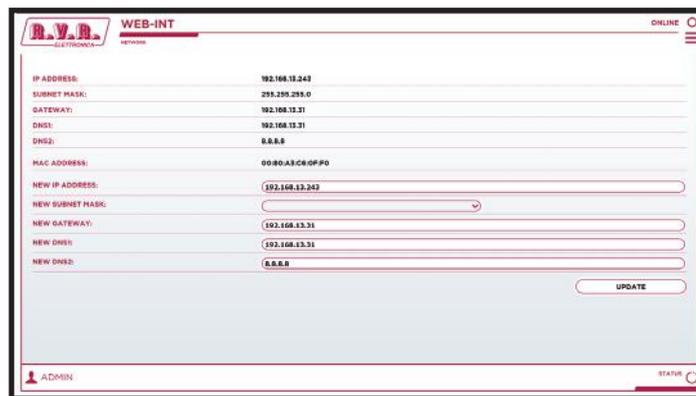 R.V.R.
ELETTRONICA
WEB-INT
ONLINE
NETWORK
IP ADDRESS: 192.168.13.243
SUBNET MASK: 255.255.255.0
GATEWAY: 192.168.13.31
DNS1: 192.168.13.31
DNS2: 8.8.8.8
MAC ADDRESS: 00:80:A3:C6:0F:F0
NEW IP ADDRESS: 192.168.13.243
NEW SUBNET MASK:
NEW GATEWAY: 192.168.13.31
NEW DNS1: 192.168.13.31
NEW DNS2: 8.8.8.8
UPDATE
ADMIN
STATUS